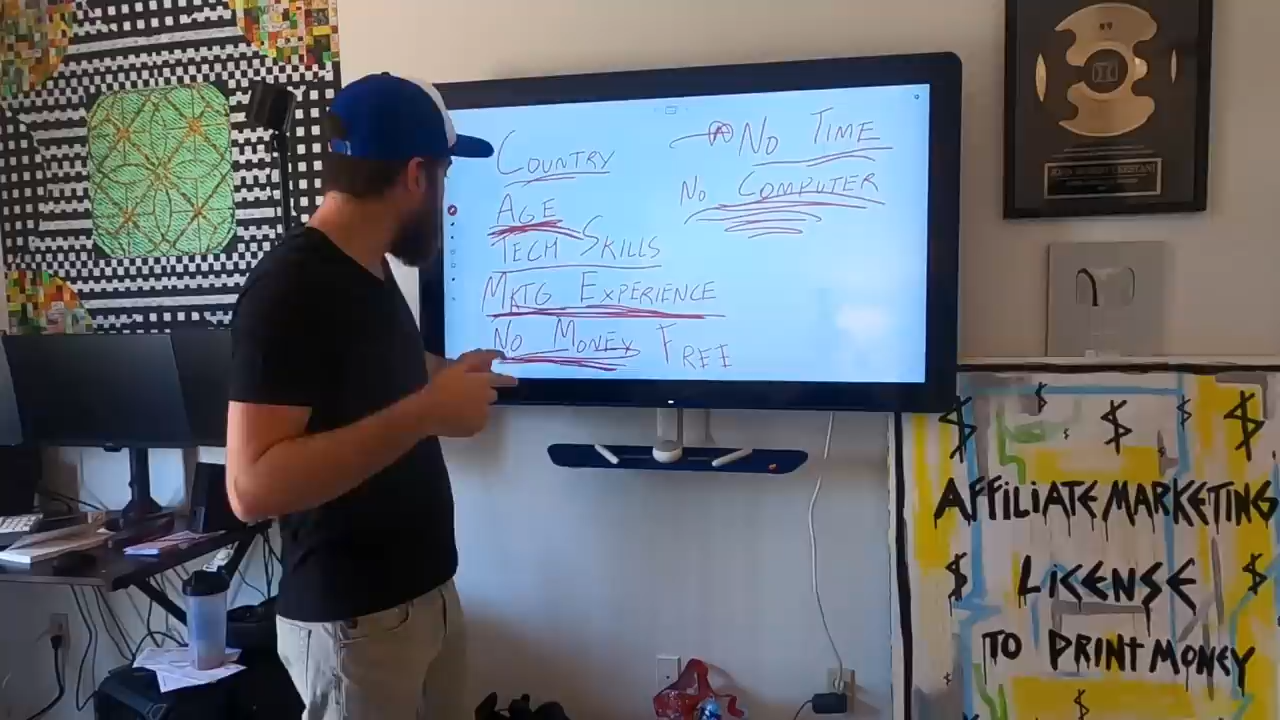 COUNTRY
AGE
TECH SKILLS
MKTG EXPERIENCE
NO MONEY FREE
NO TIME
NO COMPUTER
AFFILIATE MARKETING
$ LICENSE $
TO PRINT MONEY